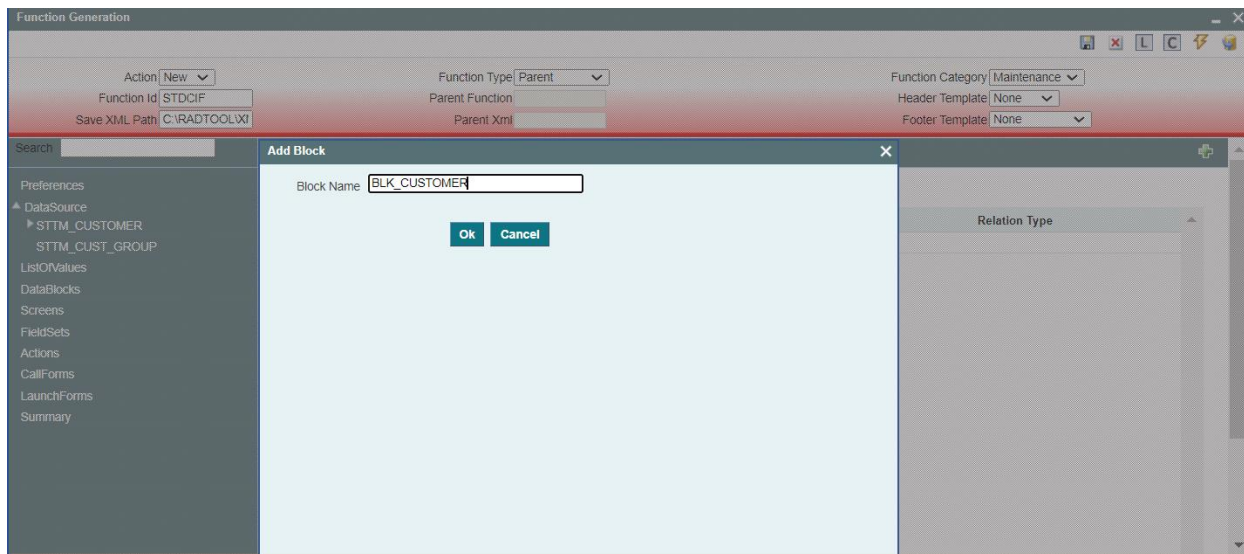 Function Generation
L C
Action New Function Type Parent Function Category Maintenance
Function Id STDCIF Parent Function Header Template None
Save XML Path C:\RADTOOL\XI Parent Xml Footer Template None
Search
Add Block
Block Name BLK_CUSTOMER
Preferences
DataSource
STTM_CUSTOMER Relation Type
Ok Cancel
STTM_CUST_GROUP
ListOfValues
DataBlocks
Screens
FieldSets
Actions
CallForms
LaunchForms
Summary